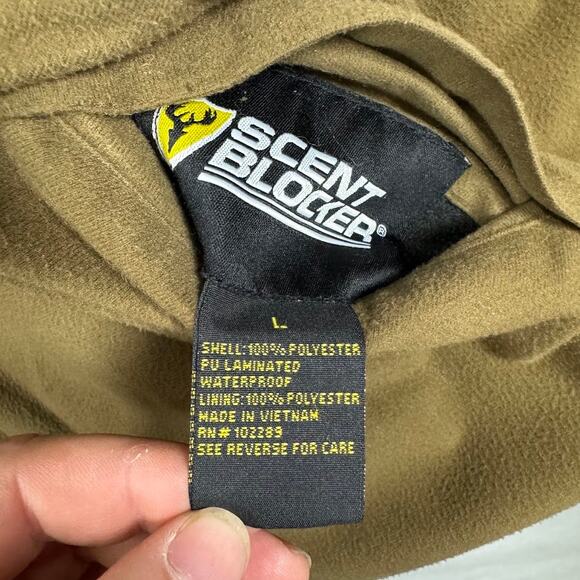 SCENT
BLOCKER®
L
SHELL: 100% POLYESTER
PU LAMINATED
WATERPROOF
LINING: 100% POLYESTER
MADE IN VIETNAM
RN# 102289
SEE REVERSE FOR CARE